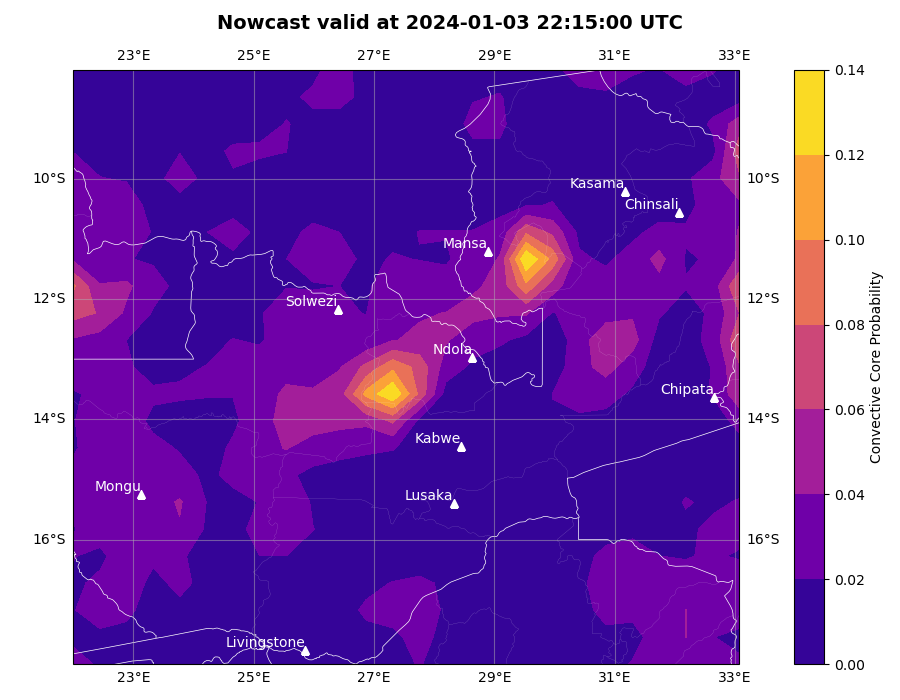 Nowcast valid at 2024-01-03 22:15:00 UTC
23°E 25°E 27°E 29°E 31°E 33°E
0.14
0.12
10°S 10°S
Kasama
Chinsali
0.10
Mansa
12°S 12°S
Solwezi
0.08
Ndola
Convective Core Probability
Chipata
0.06
14°S 14°S
Kabwe
Mongu
0.04
Lusaka
16°S 16°S
0.02
Livingstone
0.00
23°E 25°E 27°E 29°E 31°E 33°E